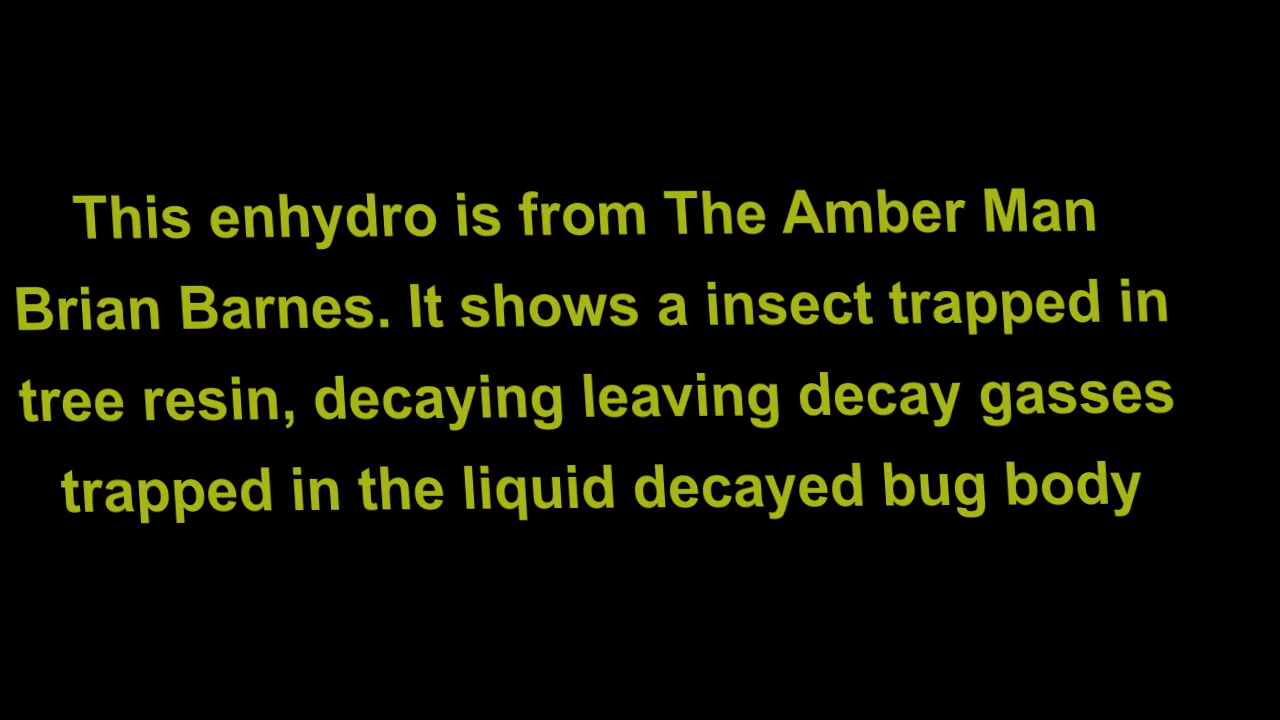 This enhydro is from The Amber Man
Brian Barnes. It shows a insect trapped in
tree resin, decaying leaving decay gasses
trapped in the liquid decayed bug body